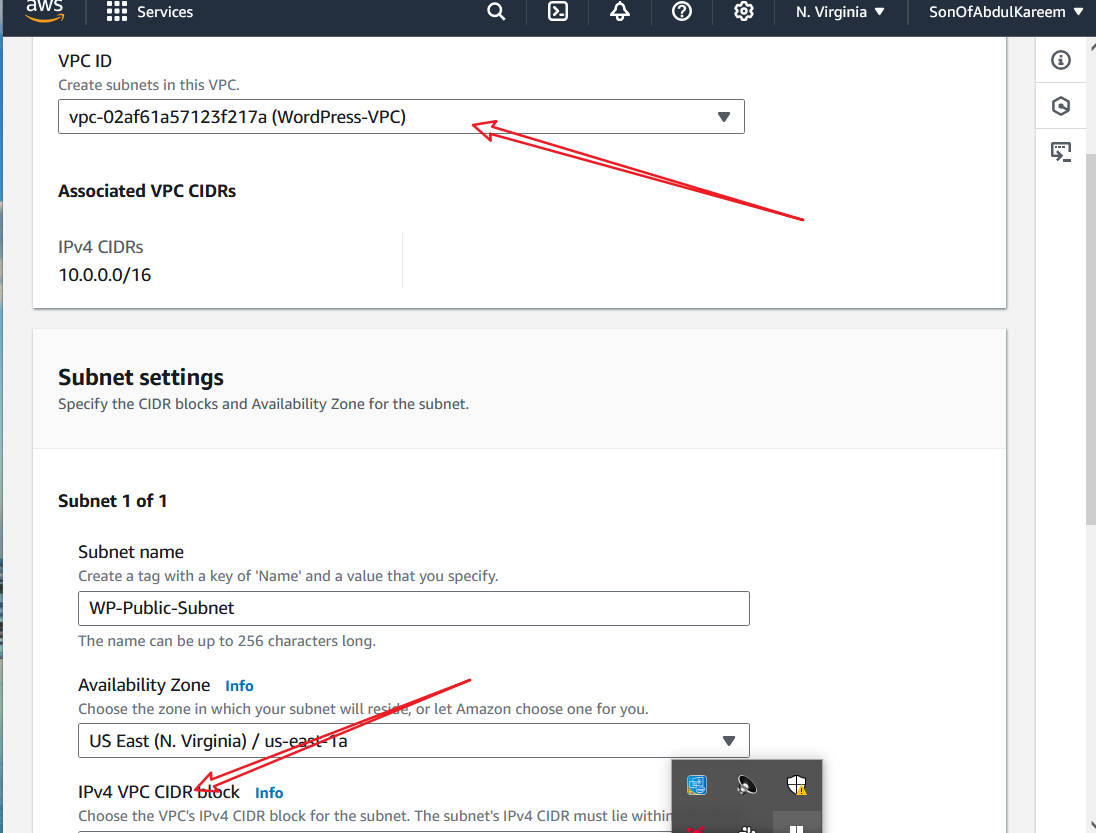 aws
Services
N. Virginia
SonOfAbdulKareem
VPC ID
Create subnets in this VPC.
vpc-02af61a57123f217a (WordPress-VPC)
Associated VPC CIDRs
IPv4 CIDRs
10.0.0.0/16
Subnet settings
Specify the CIDR blocks and Availability Zone for the subnet.
Subnet 1 of 1
Subnet name
Create a tag with a key of 'Name' and a value that you specify.
WP-Public-Subnet
The name can be up to 256 characters long.
Availability Zone Info
Choose the zone in which your subnet will reside, or let Amazon choose one for you.
US East (N. Virginia) / us-east-1a
IPv4 VPC CIDR block Info
Choose the VPC's IPv4 CIDR block for the subnet. The subnet's IPv4 CIDR must lie within